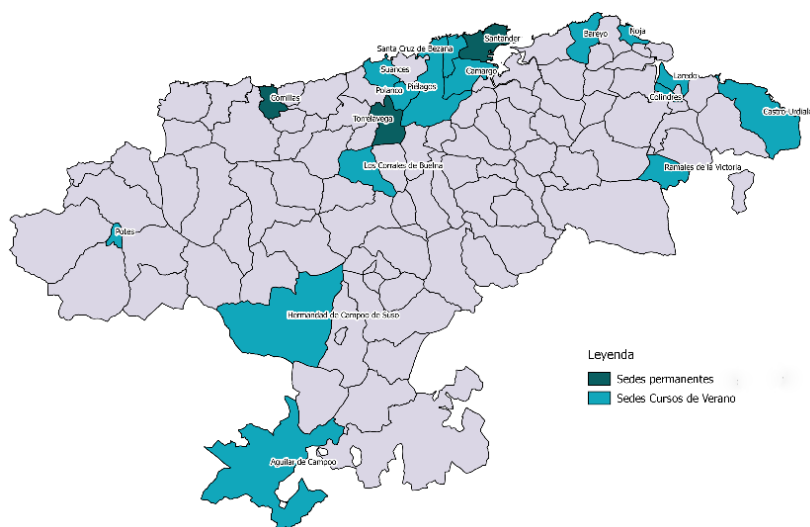 Santander
Bareyo
Noja
Santa Cruz de Bezana
Suances
Camargo
Laredo
Polanco
Piélagos
Comillas
Colindres
Castro-Urdiale
Torrelavega
Los Corrales de Buelna
Ramales de la Victoria
Potes
Hermandad de Campoo de Suso
Leyenda
Sedes permanentes
Sedes Cursos de Verano
Aguilar de Campoo